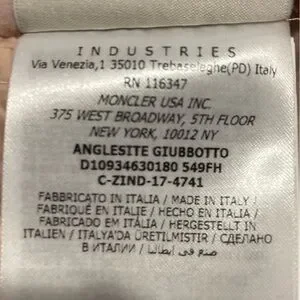 INDUSTRIES
Via Venezia,1 35010 Trebaseleghe(PD) Italy
RN 116347
MONCLER USA INC.
375 WEST BROADWAY, 5TH FLOOR
NEW YORK, 10012 NY
ANGLESITE GIUBBOTTO
D10934630180 549FH
C-ZIND-17-4741
FABBRICATO IN ITALIA / MADE IN ITALY /
FABRIQUÉ EN ITALIE / HECHO EN ITALIA /
FABRICADO EM ITÁLIA / HERGESTELLT IN
ITALIEN / ITALYA'DA ÜRETILMISTIR / СДЕЛАНО
В ИТАЛИИ / صنع في ايطاليا